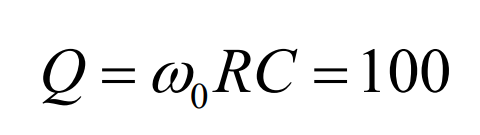 Q = ω₀RC = 100